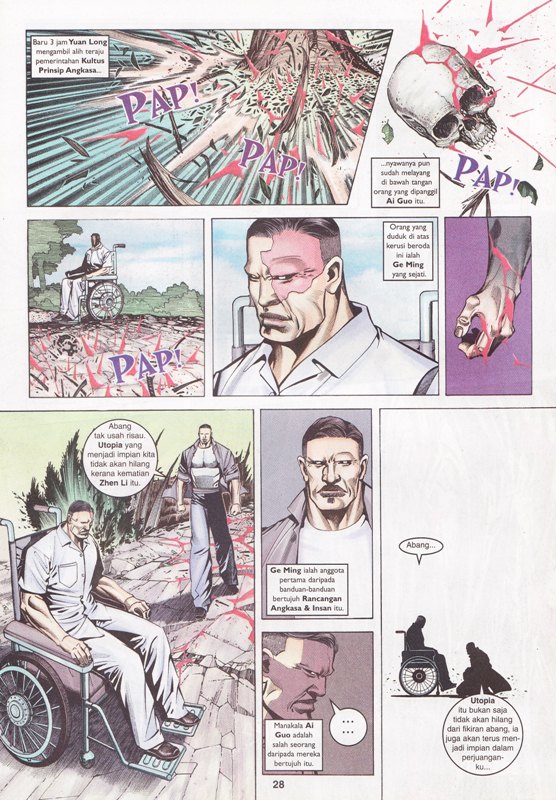 Baru 3 jam Yuan Long
mengambil alih teraju
pemerintahan Kultus
Prinsip Angkasa...
PAP!
PAP!
...nyawanya pun
sudah melayang
di bawah tangan
orang yang dipanggil
Ai Guo itu.
PAP!
PAP!
Orang yang
duduk di atas
kerusi beroda
ini ialah
Ge Ming
yang sejati.
Abang
tak usah risau.
Utopia yang
menjadi impian kita
tidak akan hilang
kerana kematian
Zhen Li itu.
Ge Ming ialah anggota
pertama daripada
banduan-banduan
bertujuh Rancangan
Angkasa & Insan itu.
Manakala Ai
Guo adalah
salah seorang
daripada mereka
bertujuh itu.
...
...
Abang...
Utopia
itu bukan saja
tidak akan hilang
dari fikiran abang, ia
juga akan terus men-
jadi impian dalam
perjuangan-
ku...
28